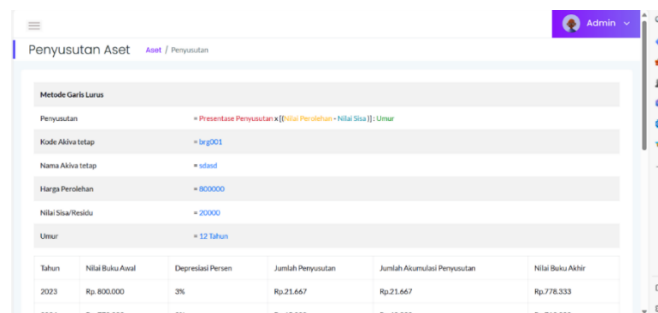 Admin
Penyusutan Aset Aset / Penyusutan
Metode Garis Lurus
Penyusutan = Presentase Penyusutan x [(Nilai Perolehan - Nilai Sisa )] : Umur
Kode Akiva tetap = brg001
Nama Akiva tetap = sdasd
Harga Perolehan = 800000
Nilai Sisa/Residu = 20000
Umur = 12 Tahun
Tahun Nilai Buku Awal Depresiasi Persen Jumlah Penyusutan Jumlah Akumulasi Penyusutan Nilai Buku Akhir
2023 Rp. 800.000 3% Rp.21.667 Rp.21.667 Rp.778.333